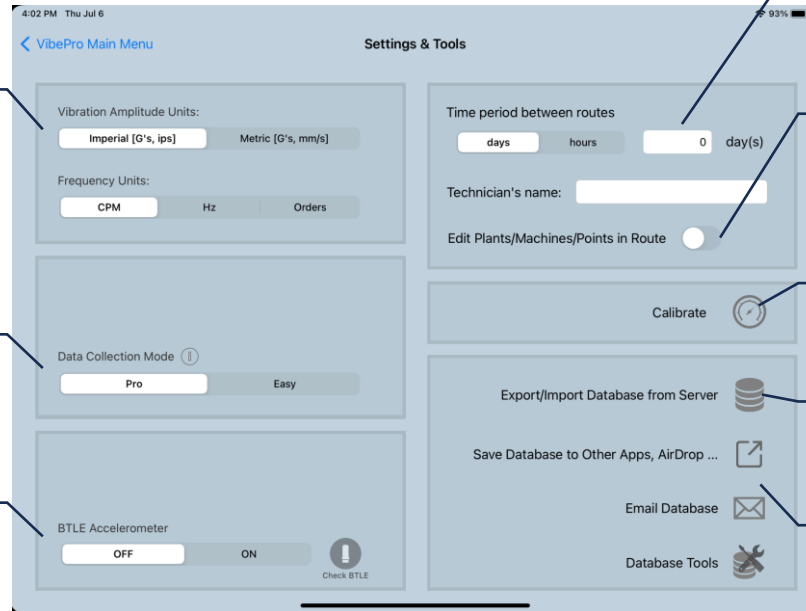 4:02 PM Thu Jul 6
93%
VibePro Main Menu
Settings & Tools
Vibration Amplitude Units:
Imperial [G's, ips] Metric [G's, mm/s]
Frequency Units:
CPM Hz Orders
Data Collection Mode
Pro Easy
BTLE Accelerometer
OFF ON
Check BTLE
Time period between routes
days hours 0 day(s)
Technician's name:
Edit Plants/Machines/Points in Route
Calibrate
Export/Import Database from Server
Save Database to Other Apps, AirDrop ...
Email Database
Database Tools